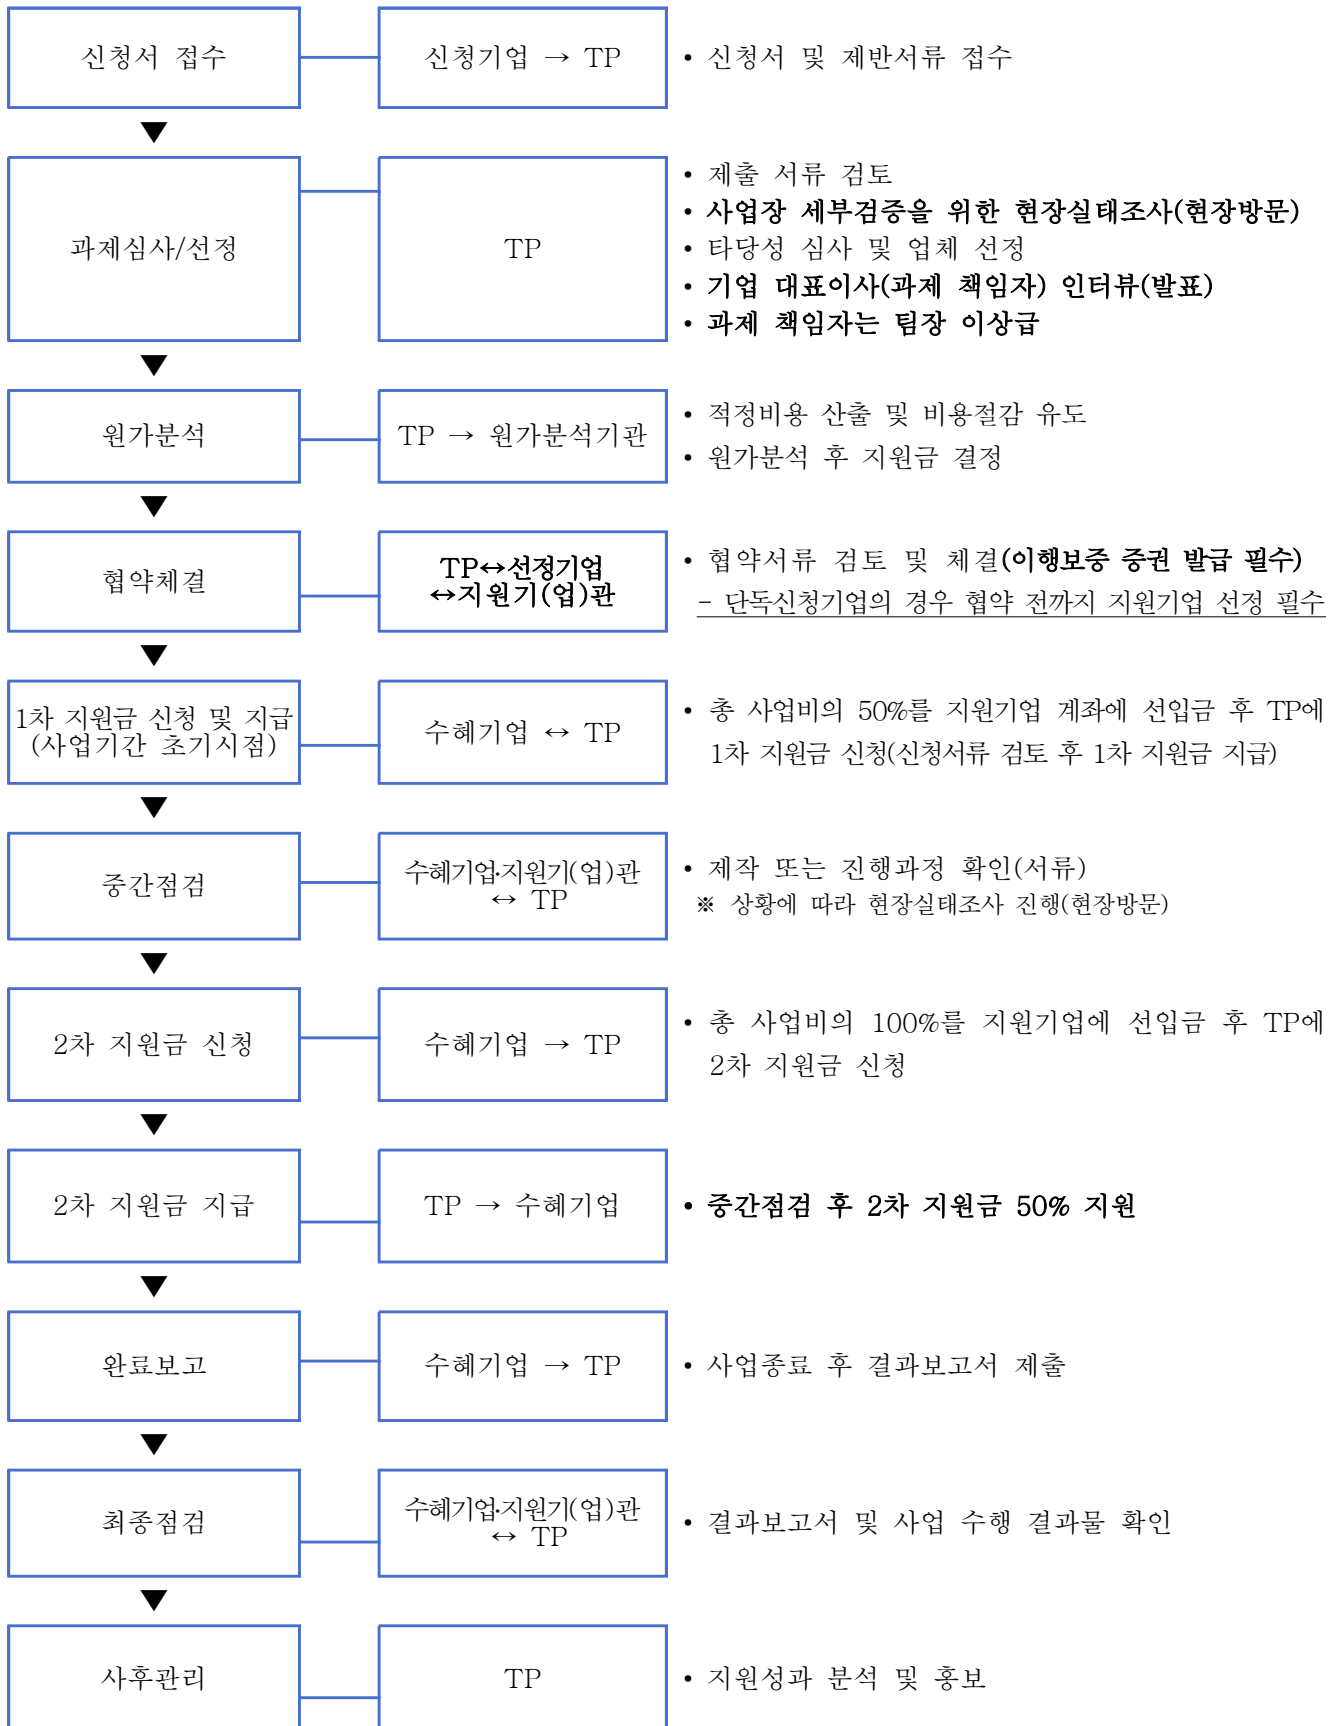 신청서 접수
신청기업 → TP
• 신청서 및 제반서류 접수
▼
과제심사/선정
TP
• 제출 서류 검토
• 사업장 세부검증을 위한 현장실태조사(현장방문)
• 타당성 심사 및 업체 선정
• 기업 대표이사(과제 책임자) 인터뷰(발표)
• 과제 책임자는 팀장 이상급
▼
원가분석
TP → 원가분석기관
• 적정비용 산출 및 비용절감 유도
• 원가분석 후 지원금 결정
▼
협약체결
TP↔선정기업
↔지원기(업)관
• 협약서류 검토 및 체결(이행보증 증권 발급 필수)
- 단독신청기업의 경우 협약 전까지 지원기업 선정 필수
▼
1차 지원금 신청 및 지급
(사업기간 초기시점)
수혜기업 ↔ TP
• 총 사업비의 50%를 지원기업 계좌에 선입금 후 TP에
1차 지원금 신청(신청서류 검토 후 1차 지원금 지급)
▼
중간점검
수혜기업·지원기(업)관
↔ TP
• 제작 또는 진행과정 확인(서류)
※ 상황에 따라 현장실태조사 진행(현장방문)
▼
2차 지원금 신청
수혜기업 → TP
• 총 사업비의 100%를 지원기업에 선입금 후 TP에
2차 지원금 신청
▼
2차 지원금 지급
TP → 수혜기업
• 중간점검 후 2차 지원금 50% 지원
▼
완료보고
수혜기업 → TP
• 사업종료 후 결과보고서 제출
▼
최종점검
수혜기업·지원기(업)관
↔ TP
• 결과보고서 및 사업 수행 결과물 확인
▼
사후관리
TP
• 지원성과 분석 및 홍보